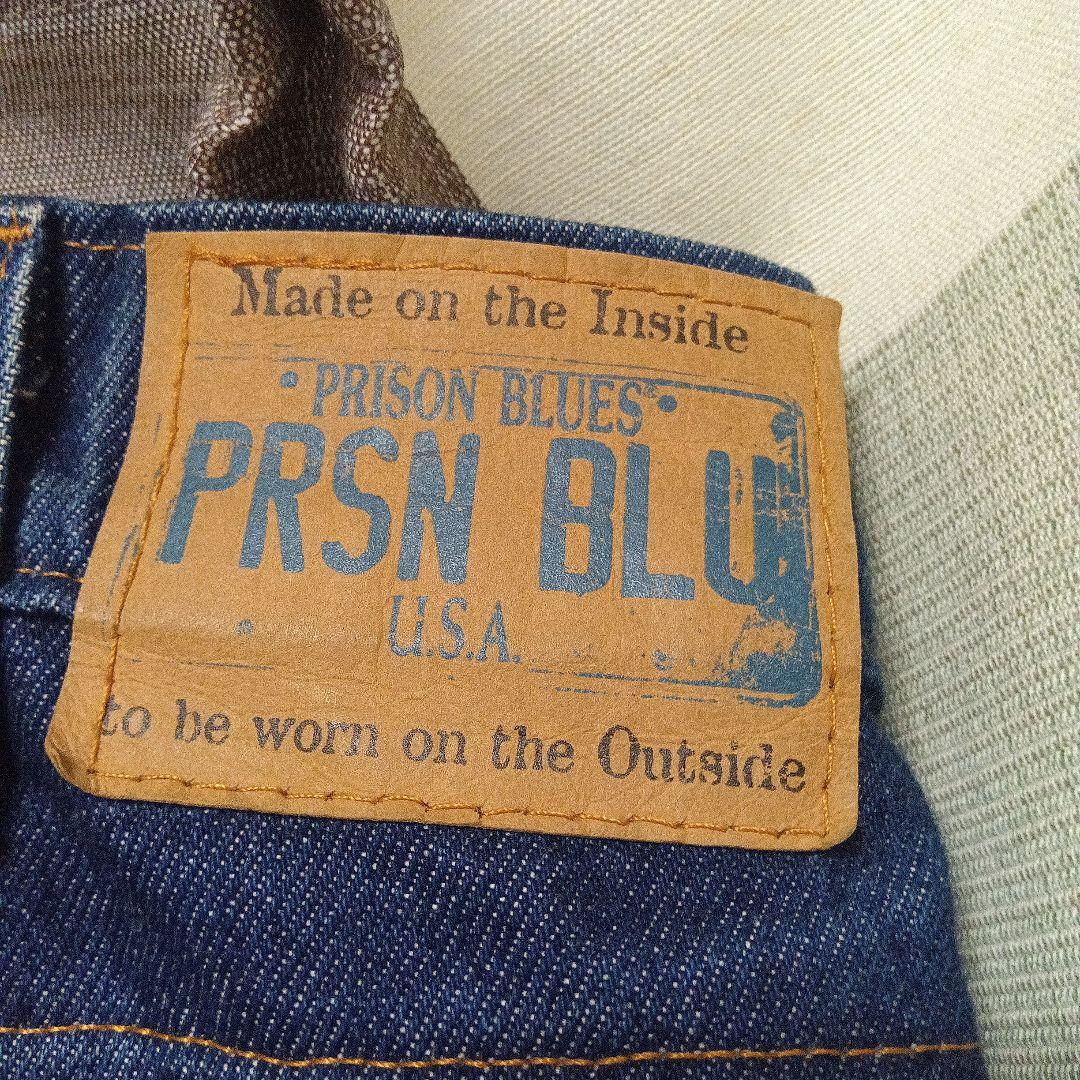 Made on the Inside
PRISON BLUES®
PRSN BLU
U.S.A.
to be worn on the Outside